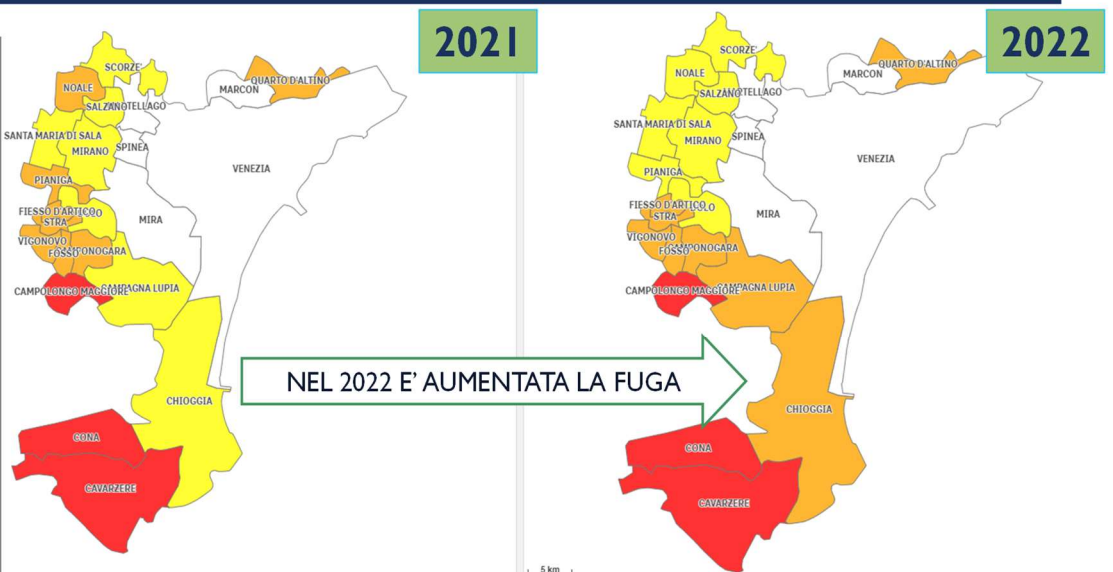 2021
SCORZE'
NOALE
SALZANO
MARTELLAGO
SANTA MARIA DI SALA
MIRANO
SPINEA
PIANIGA
FIESSO D'ARTICO
STRA
VIGONOVO
FOSSO
CAMPONOGARA
CAMPOLONGO MAGGIORE
CAMPAGNA LUPIA
MIRA
VENEZIA
MARCON
QUARTO D'ALTINO
CHIOGGIA
CONA
CAVARZERE
NEL 2022 E' AUMENTATA LA FUGA
2022
SCORZE'
NOALE
SALZANO
SANTA MARIA DI SALA
MIRANO
SPINEA
PIANIGA
FIESSO D'ARTICO
STRA
VIGONOVO
FOSSO
CAMPONOGARA
CAMPOLONGO MAGGIORE
CAMPAGNA LUPIA
MIRA
VENEZIA
MARCON
QUARTO D'ALTINO
CHIOGGIA
CONA
CAVARZERE
5 km